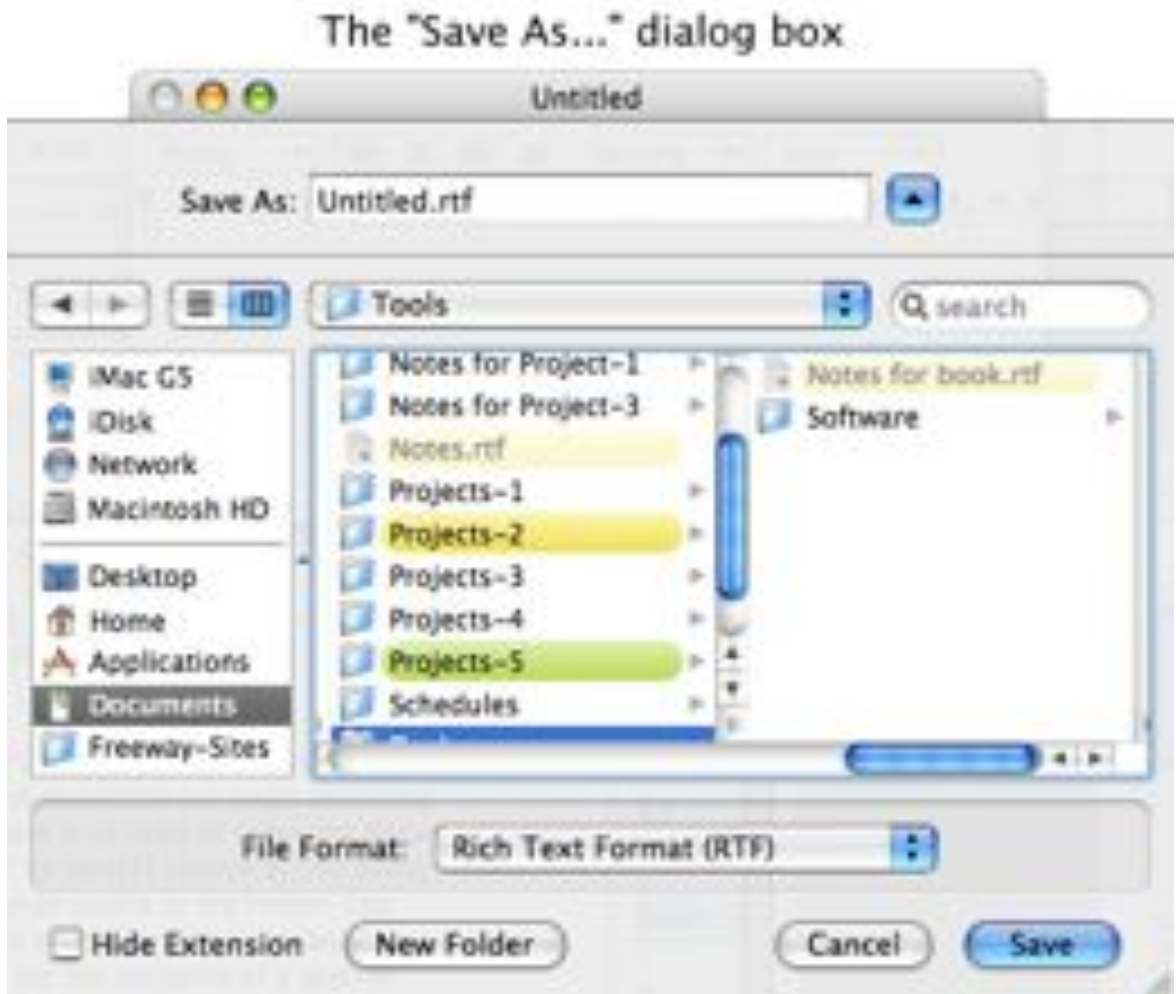 The "Save As..." dialog box
Untitled
Save As: Untitled.rtf
Tools
search
iMac G5
iDisk
Network
Macintosh HD
Desktop
Home
Applications
Documents
Freeway-Sites
Notes for Project-1
Notes for Project-3
Notes.rtf
Projects-1
Projects-2
Projects-3
Projects-4
Projects-5
Schedules
Notes for book.rtf
Software
File Format: Rich Text Format (RTF)
Hide Extension New Folder Cancel Save